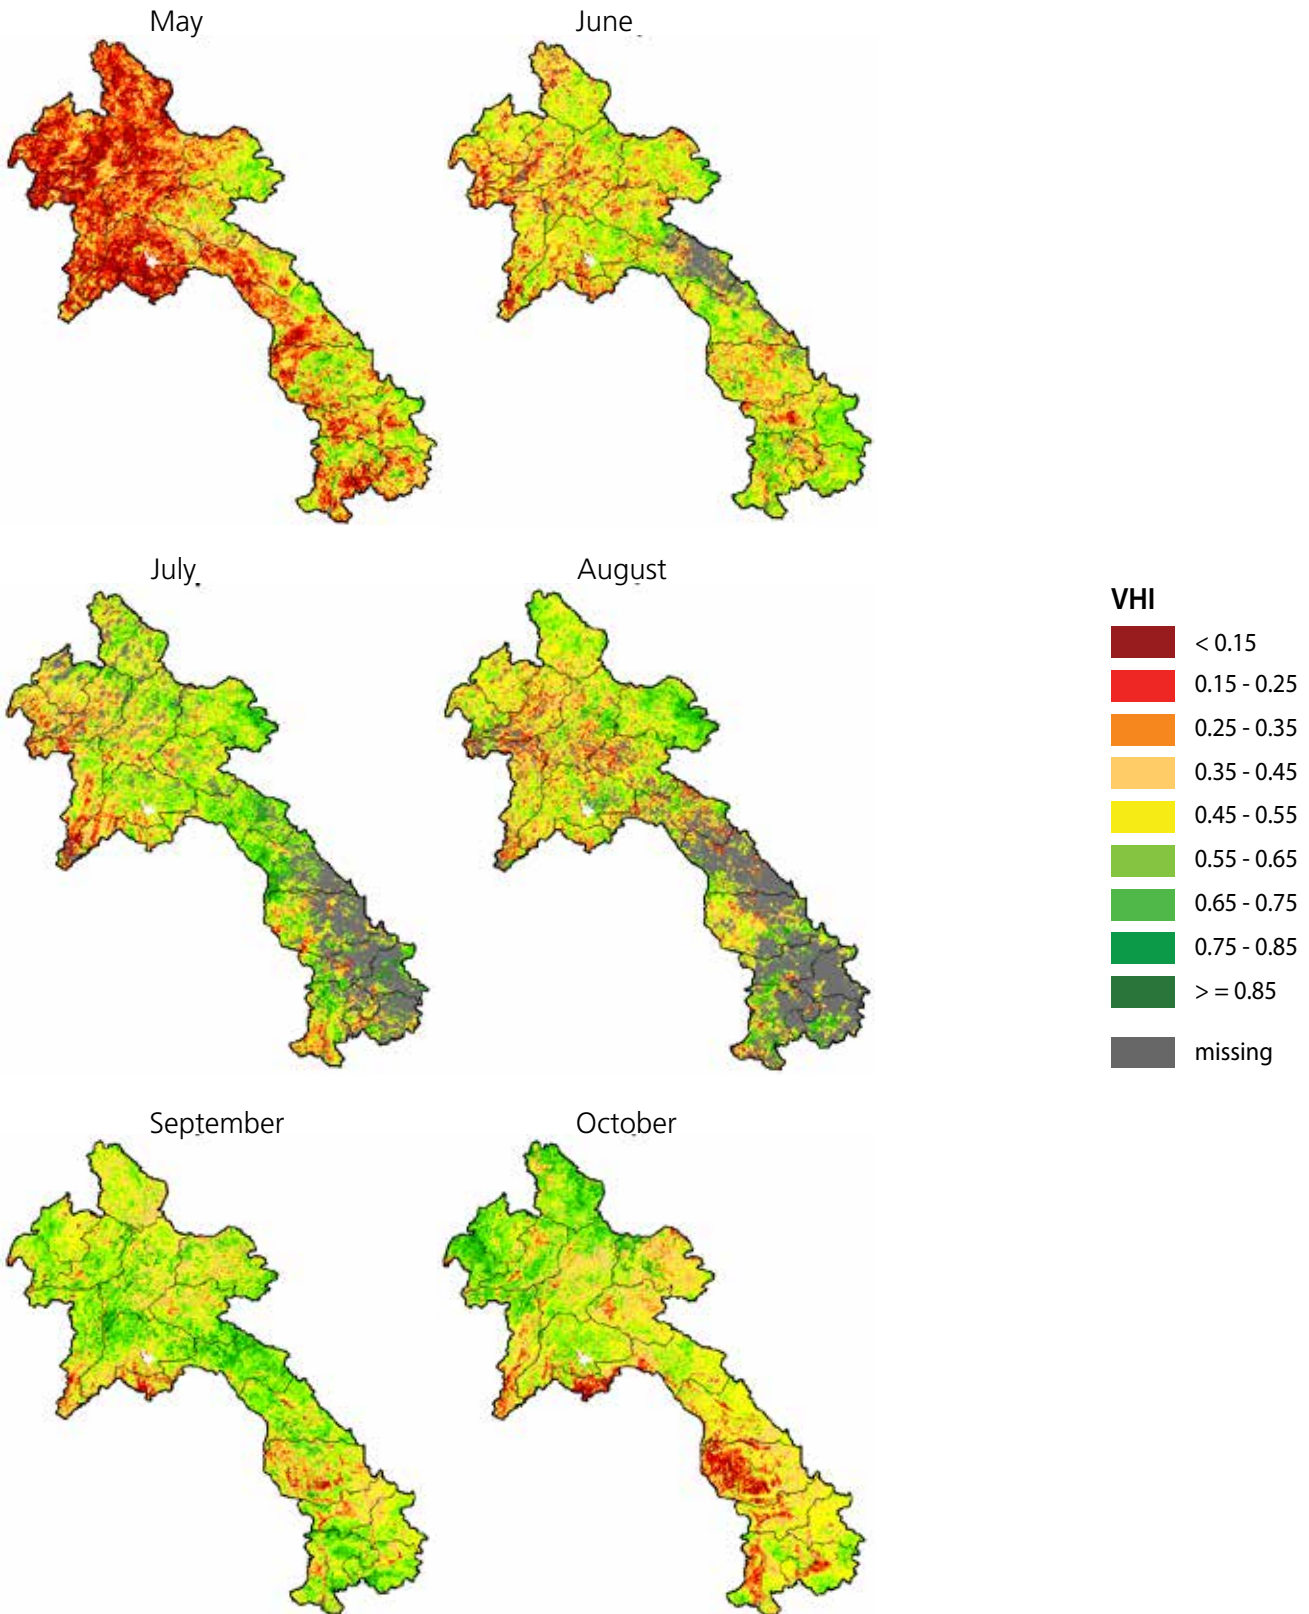 May
June
July
August
VHI
< 0.15
0.15 - 0.25
0.25 - 0.35
0.35 - 0.45
0.45 - 0.55
0.55 - 0.65
0.65 - 0.75
0.75 - 0.85
> = 0.85
missing
September
October